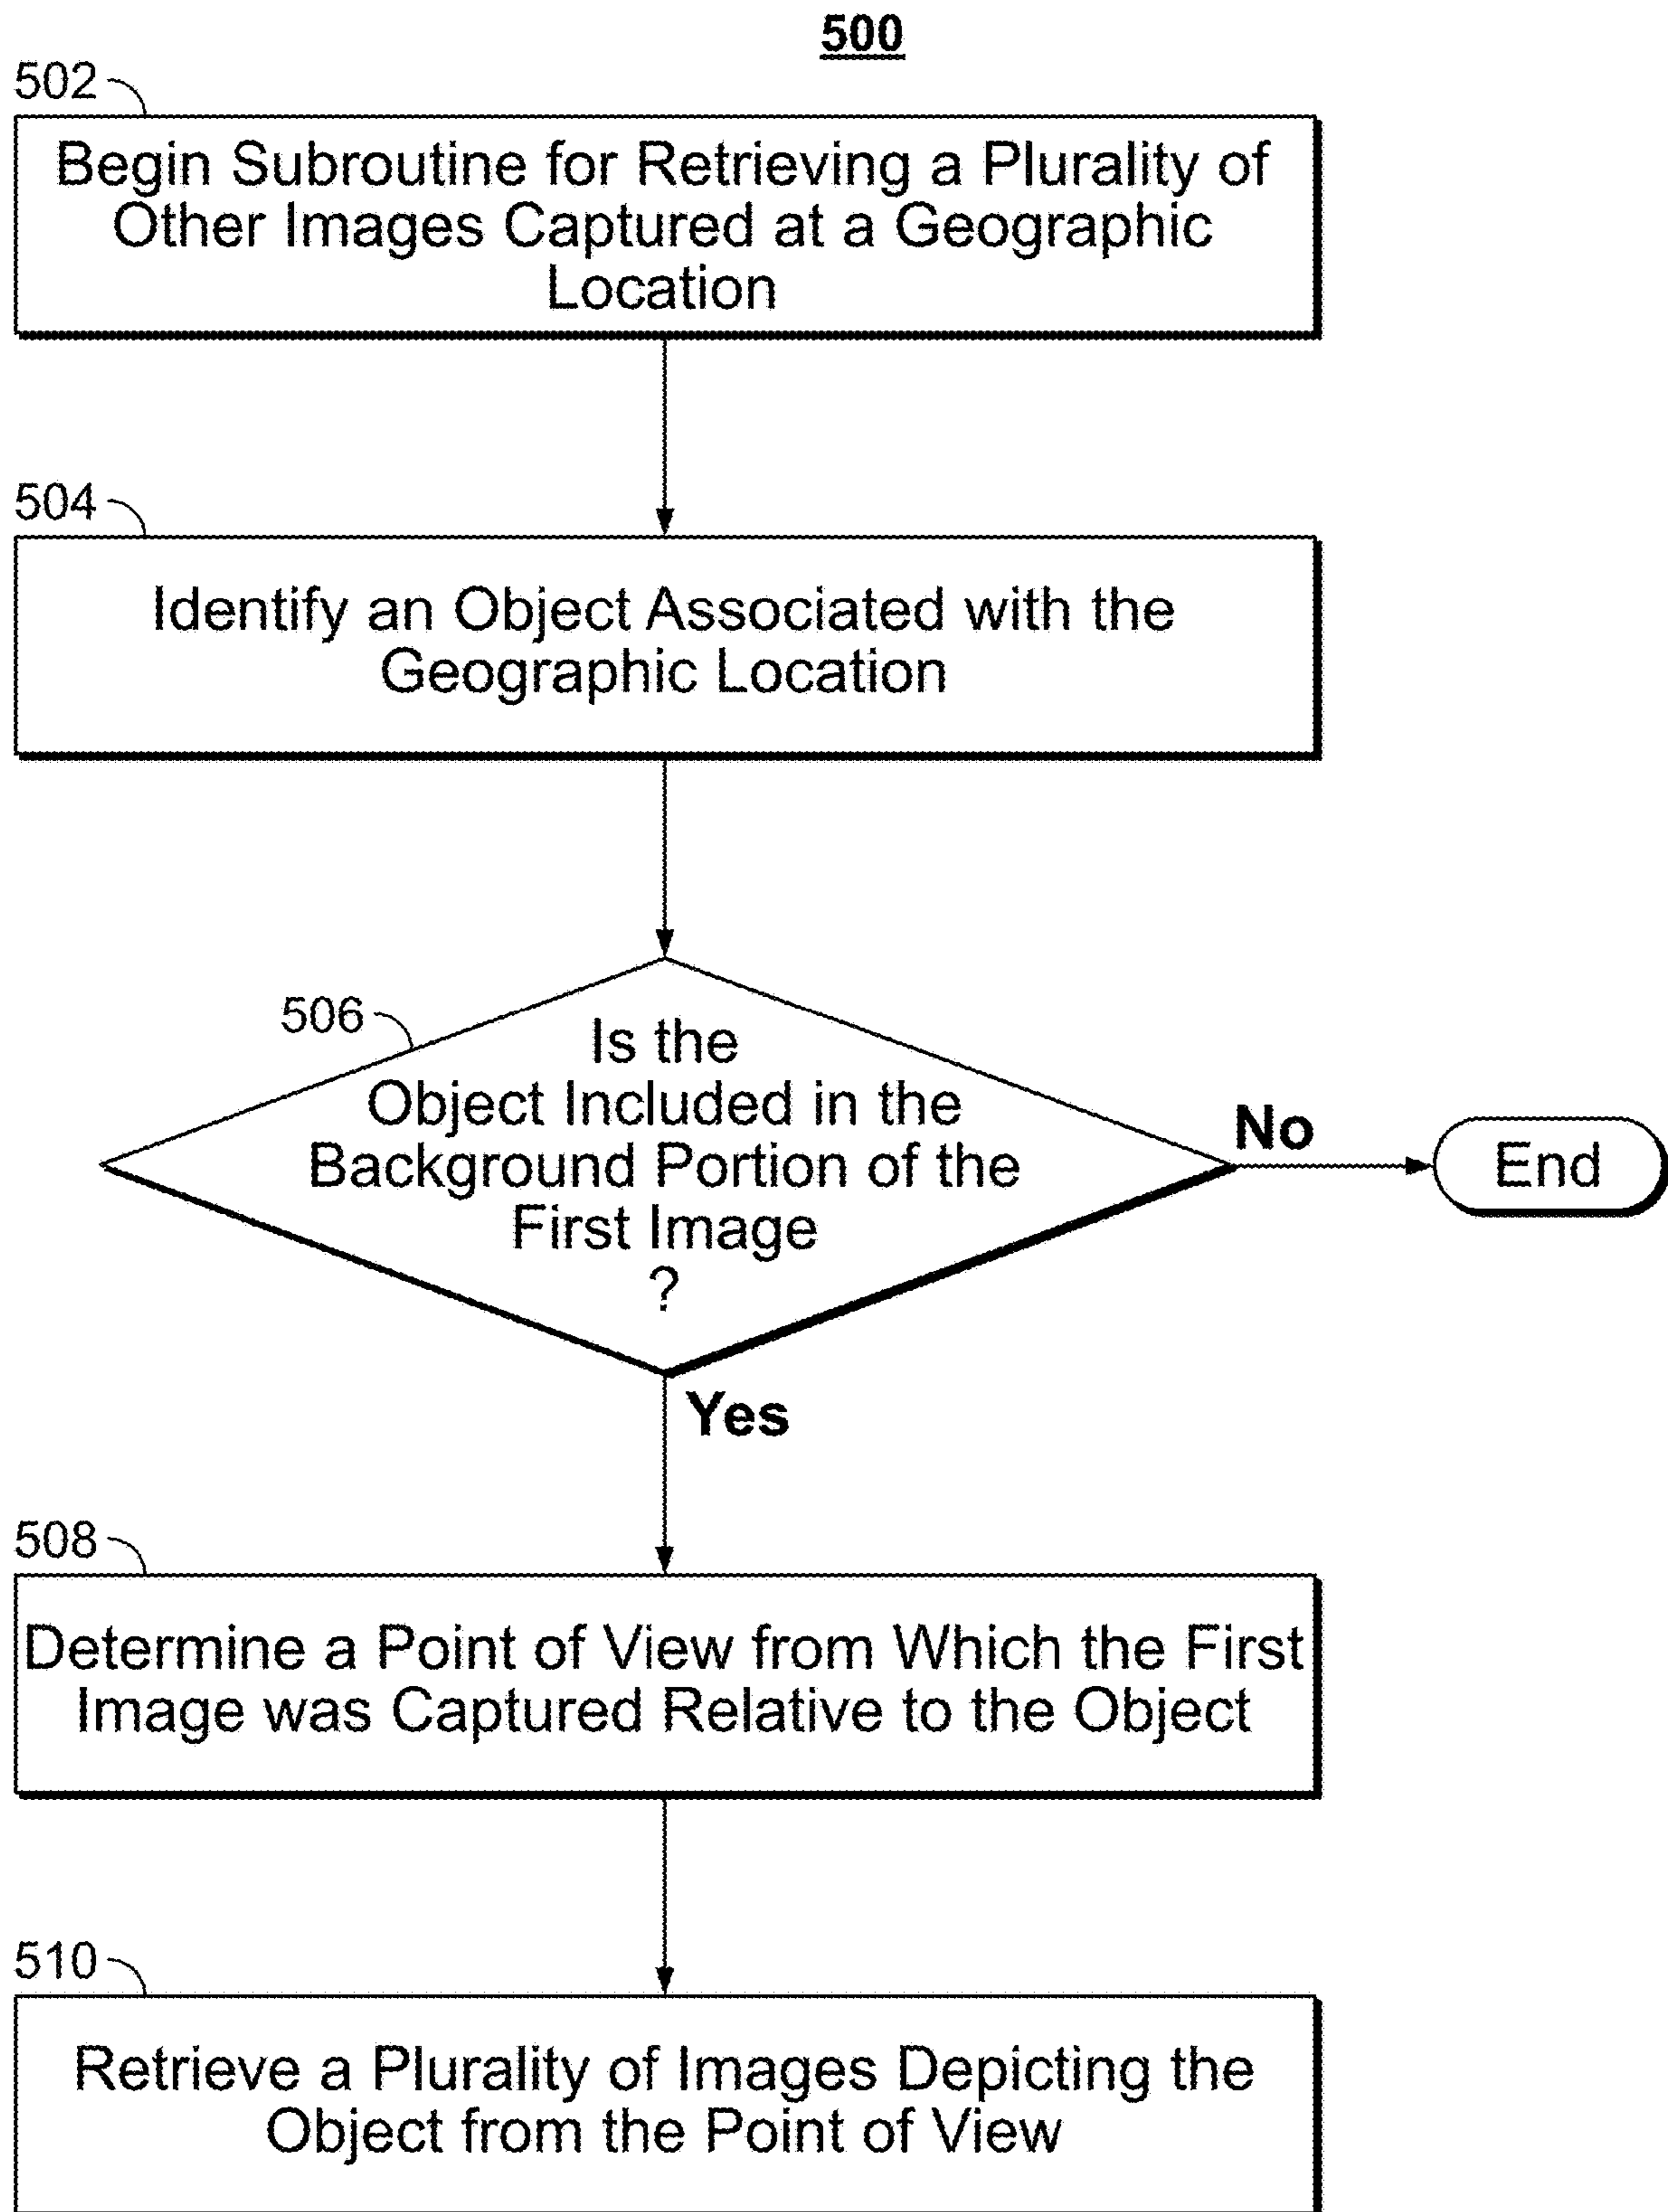 500
502
Begin Subroutine for Retrieving a Plurality of
Other Images Captured at a Geographic
Location
504
Identify an Object Associated with the
Geographic Location
506
Is the
Object Included in the
Background Portion of the
First Image
?
No
End
Yes
508
Determine a Point of View from Which the First
Image was Captured Relative to the Object
510
Retrieve a Plurality of Images Depicting the
Object from the Point of View